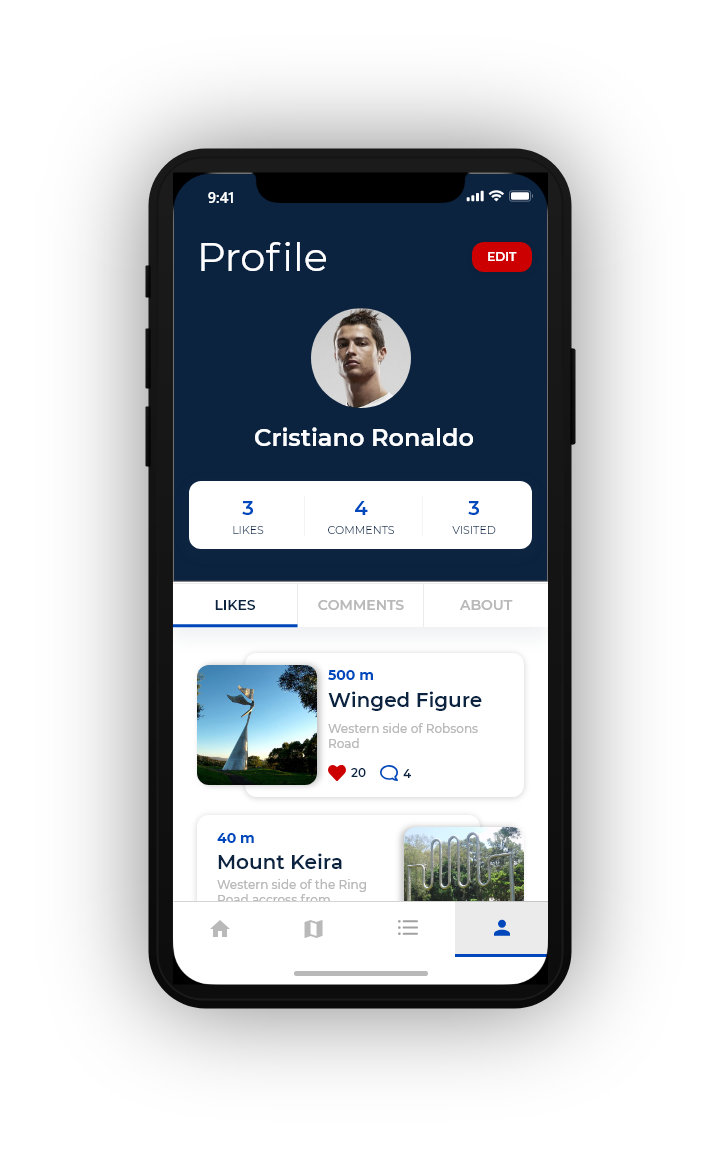 9:41
Profile
EDIT
Cristiano Ronaldo
3
4
3
LIKES
COMMENTS
VISITED
LIKES
COMMENTS
ABOUT
500 m
Winged Figure
Western side of Robsons
Road
20
4
40 m
Mount Keira
Western side of the Ring
Road accross from